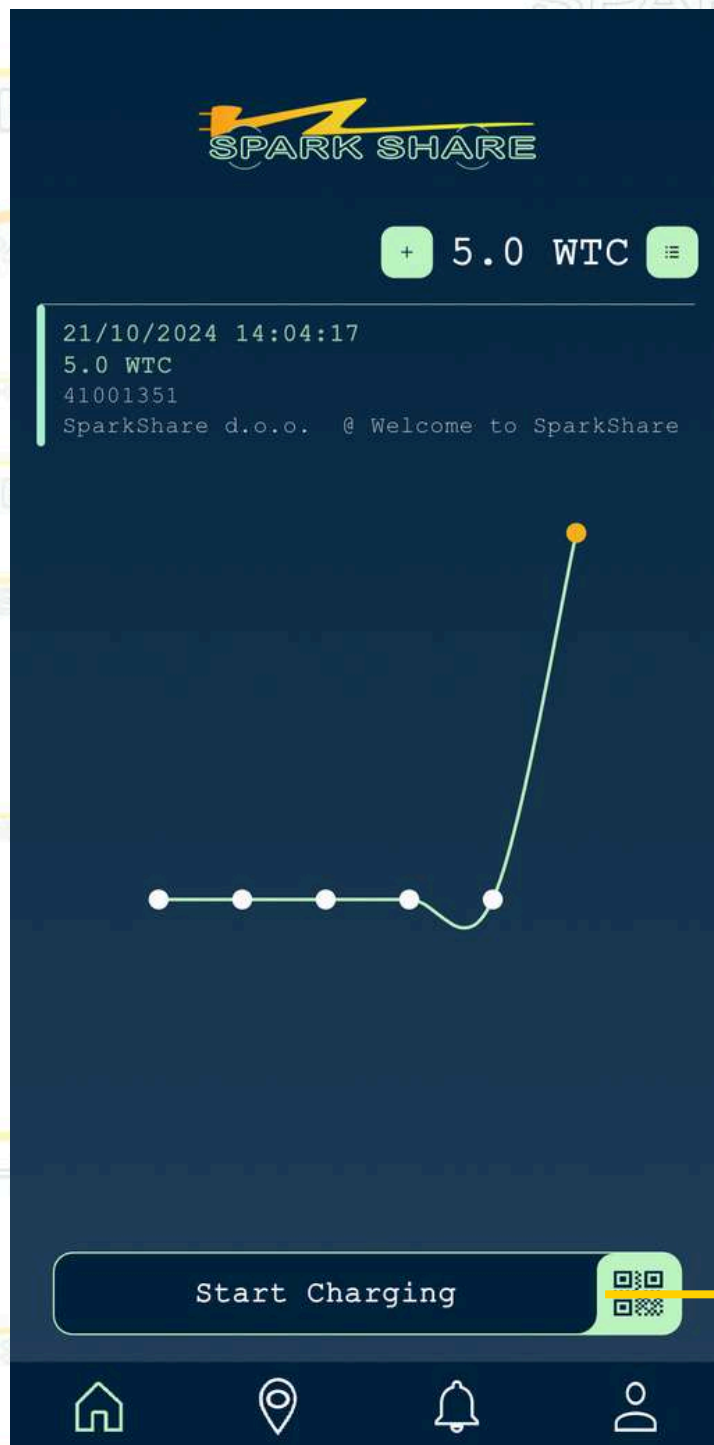 SPARK SHARE
+ 5.0 WTC
21/10/2024 14:04:17
5.0 WTC
41001351
SparkShare d.o.o. @ Welcome to SparkShare
Start Charging